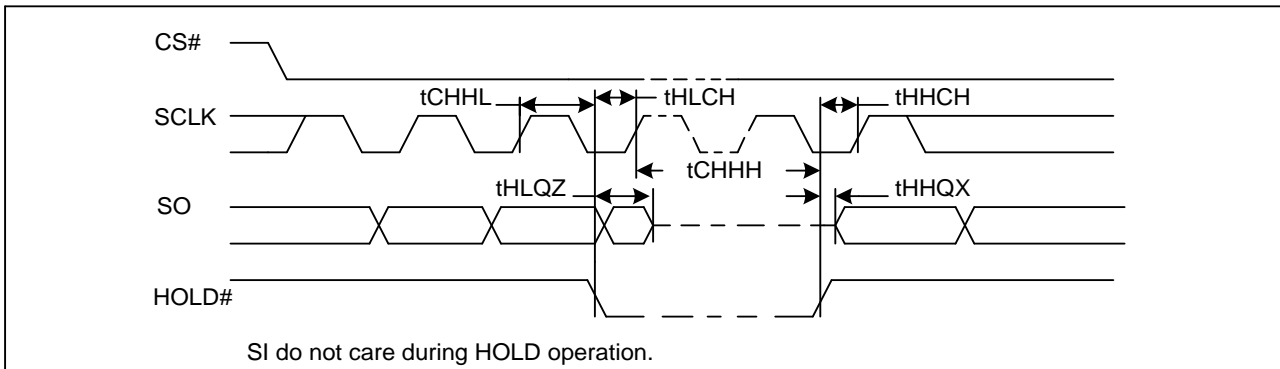 CS#
tCHHL
tHLCH
tHHCH
SCLK
tCHHH
tHLQZ
tHHQX
SO
HOLD#
SI do not care during HOLD operation.